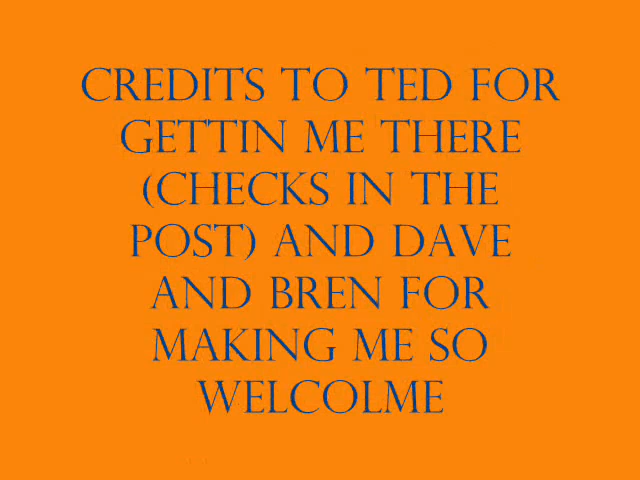 CREDITS TO TED FOR
GETTIN ME THERE
(CHECKS IN THE
POST) AND DAVE
AND BREN FOR
MAKING ME SO
WELCOLME